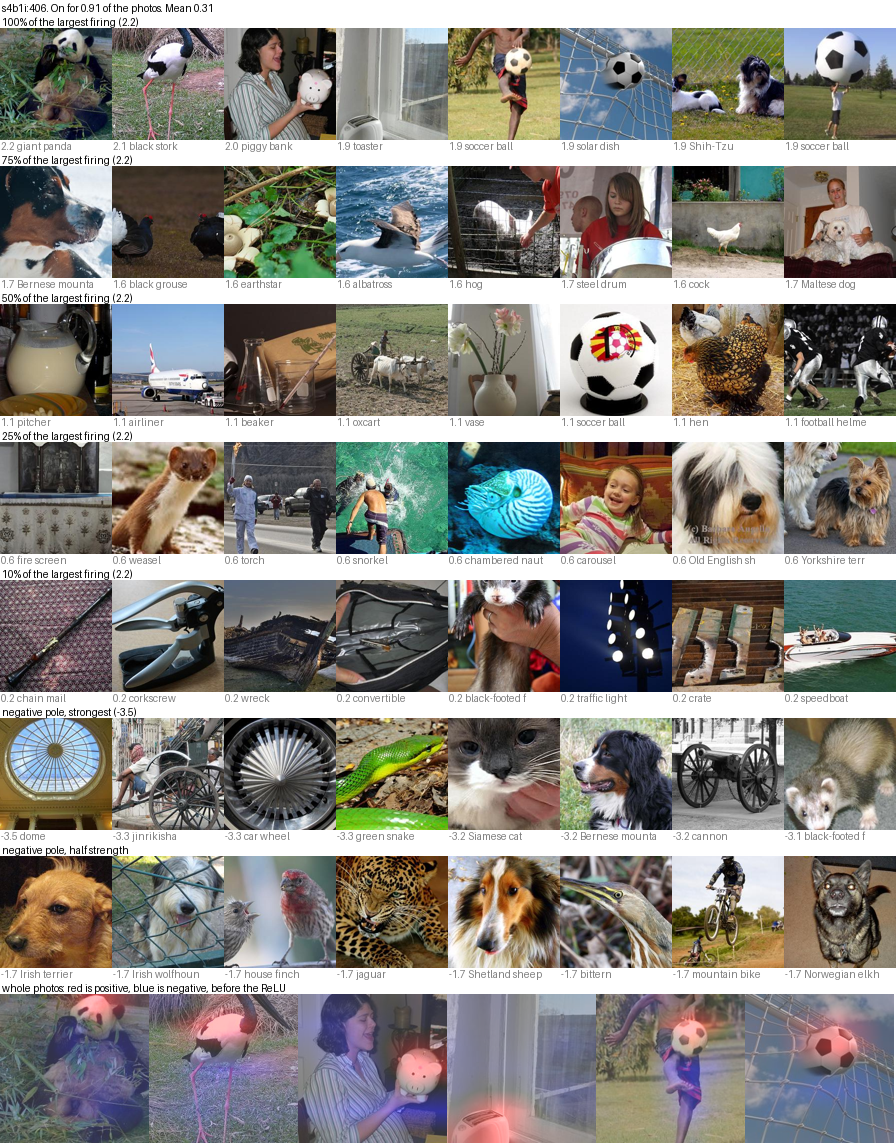 s4b1i:406. On for 0.91 of the photos. Mean 0.31
100% of the largest firing (2.2)
2.2 giant panda
2.1 black stork
2.0 piggy bank
1.9 toaster
1.9 soccer ball
1.9 solar dish
1.9 Shih-Tzu
1.9 soccer ball
75% of the largest firing (2.2)
1.7 Bernese mounta
1.6 black grouse
1.6 earthstar
1.6 albatross
1.6 hog
1.7 steel drum
1.6 cock
1.7 Maltese dog
50% of the largest firing (2.2)
1.1 pitcher
1.1 airliner
1.1 beaker
1.1 oxcart
1.1 vase
1.1 soccer ball
1.1 hen
1.1 football helme
25% of the largest firing (2.2)
0.6 fire screen
0.6 weasel
0.6 torch
0.6 snorkel
0.6 chambered naut
0.6 carousel
0.6 Old English sh
0.6 Yorkshire terr
10% of the largest firing (2.2)
0.2 chain mail
0.2 corkscrew
0.2 wreck
0.2 convertible
0.2 black-footed f
0.2 traffic light
0.2 crate
0.2 speedboat
negative pole, strongest (-3.5)
-3.5 dome
-3.3 jinrikisha
-3.3 car wheel
-3.3 green snake
-3.2 Siamese cat
-3.2 Bernese mounta
-3.2 cannon
-3.1 black-footed f
negative pole, half strength
-1.7 Irish terrier
-1.7 Irish wolfhoun
-1.7 house finch
-1.7 jaguar
-1.7 Shetland sheep
-1.7 bittern
-1.7 mountain bike
-1.7 Norwegian elkh
whole photos: red is positive, blue is negative, before the ReLU